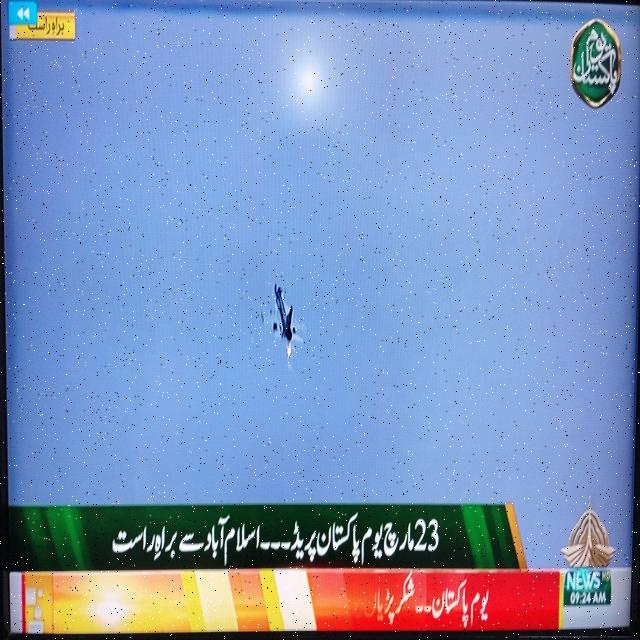 براہ راست
یوم پاکستان
23 مارچ یوم پاکستان پریڈ۔۔۔اسلام آباد سے براہِ راست
یوم پاکستان۔۔ شکر پڑیاں
NEWS HD
09:24 AM